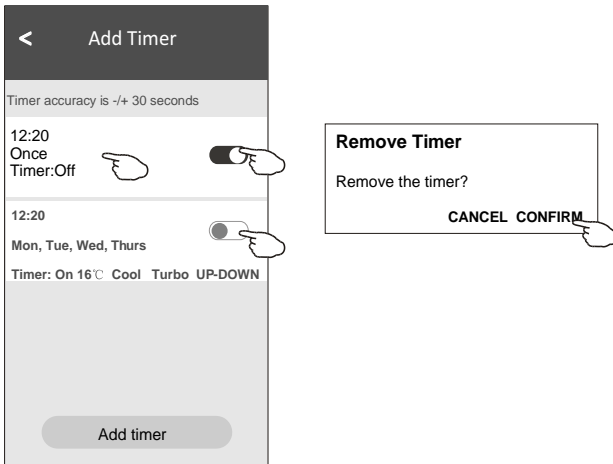 < Add Timer
Timer accuracy is -/+ 30 seconds
12:20
Once
Timer:Off
12:20
Mon, Tue, Wed, Thurs
Timer: On 16℃ Cool Turbo UP-DOWN
Add timer
Remove Timer
Remove the timer?
CANCEL CONFIRM